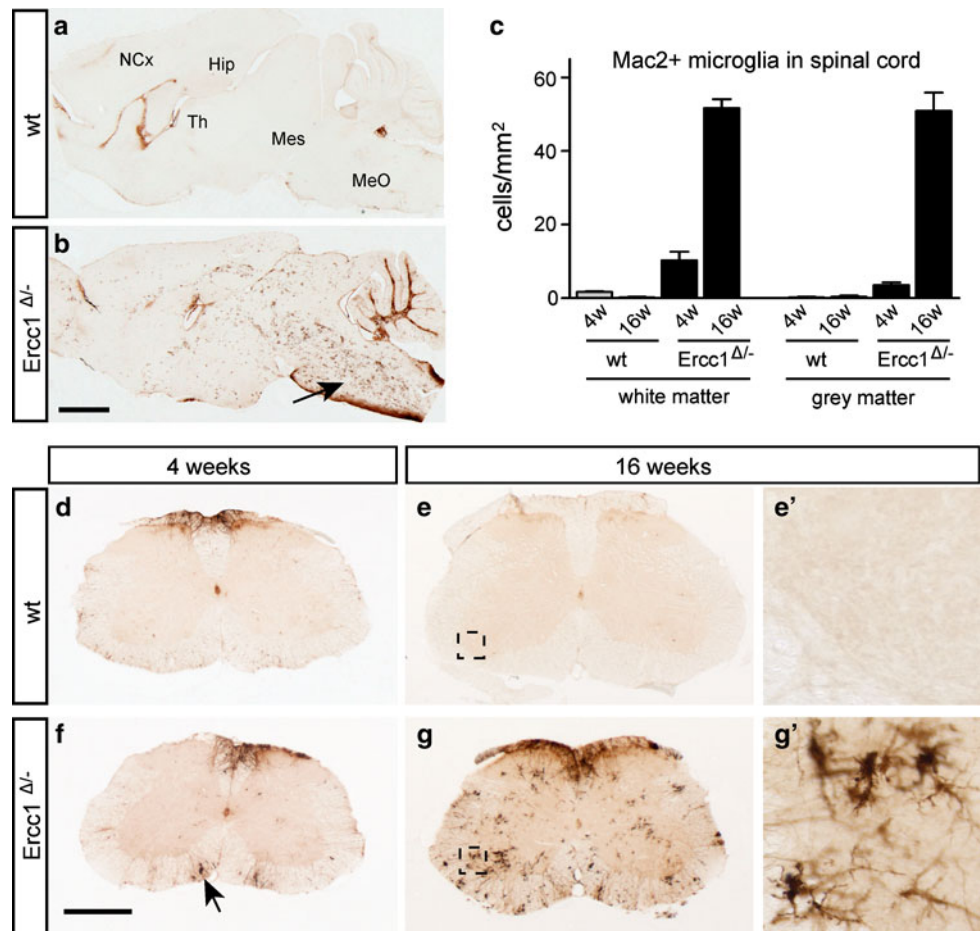 a
wt
NCx
Hip
Th
Mes
MeO
b
Ercc1 Δ/-
c
Mac2+ microglia in spinal cord
cells/mm²
60
40
20
0
4w 16w 4w 16w 4w 16w 4w 16w
wt Ercc1 Δ/- wt Ercc1 Δ/-
white matter grey matter
4 weeks 16 weeks
wt
d e e'
Ercc1 Δ/-
f g g'